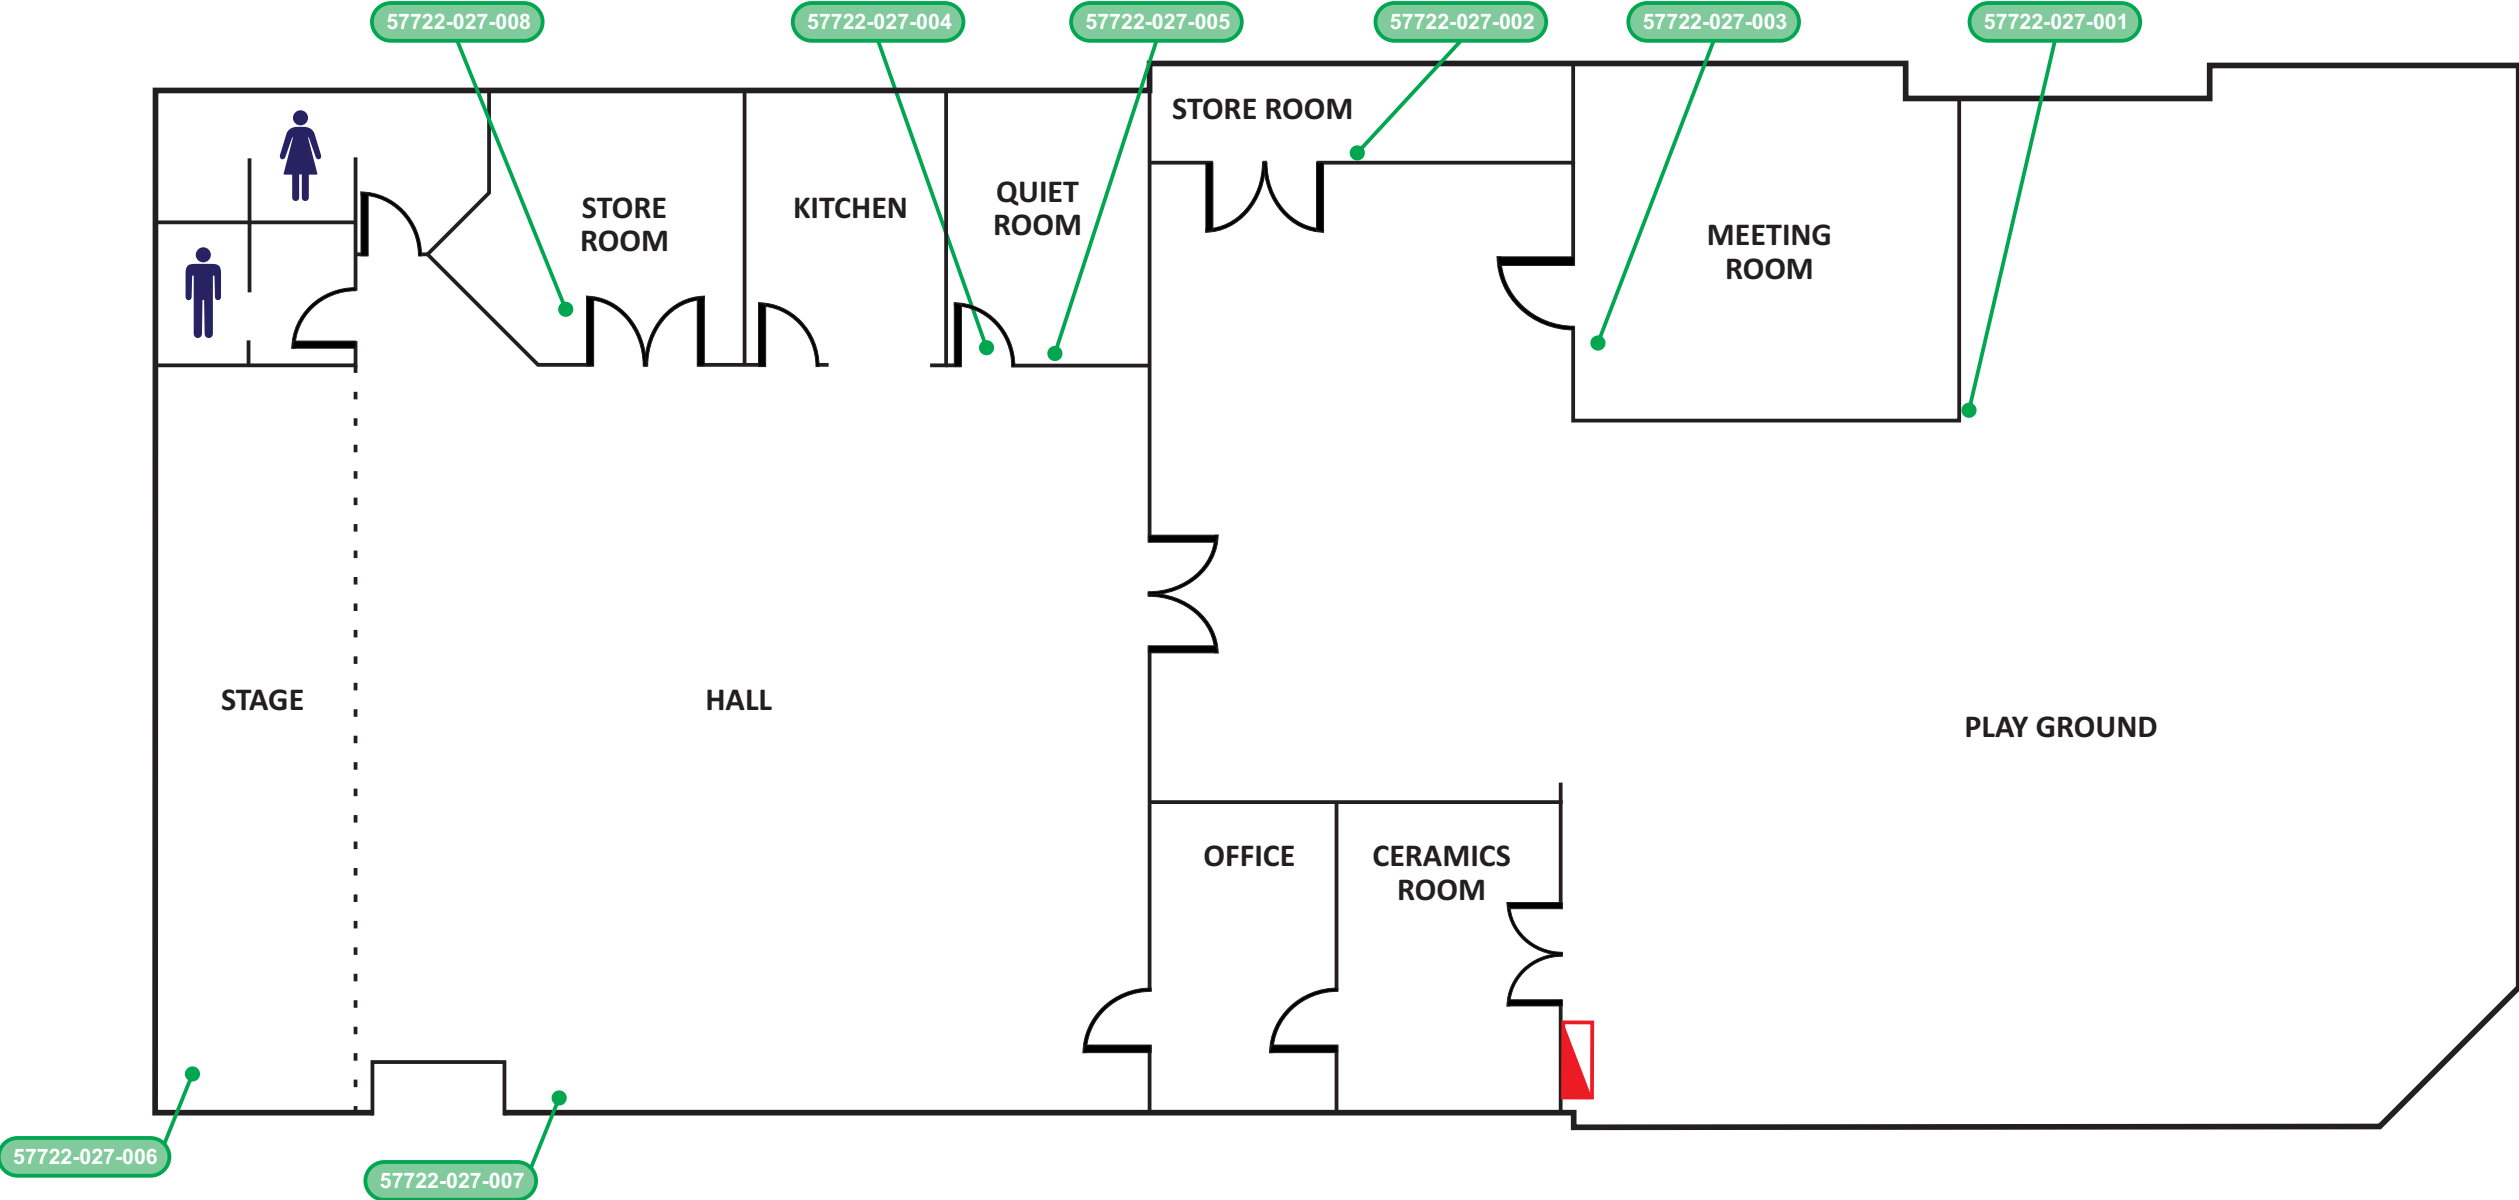 57722-027-008
57722-027-004
57722-027-005
57722-027-002
57722-027-003
57722-027-001
STORE ROOM
STORE
ROOM
KITCHEN
QUIET
ROOM
MEETING
ROOM
STAGE
HALL
PLAY GROUND
OFFICE
CERAMICS
ROOM
57722-027-006
57722-027-007